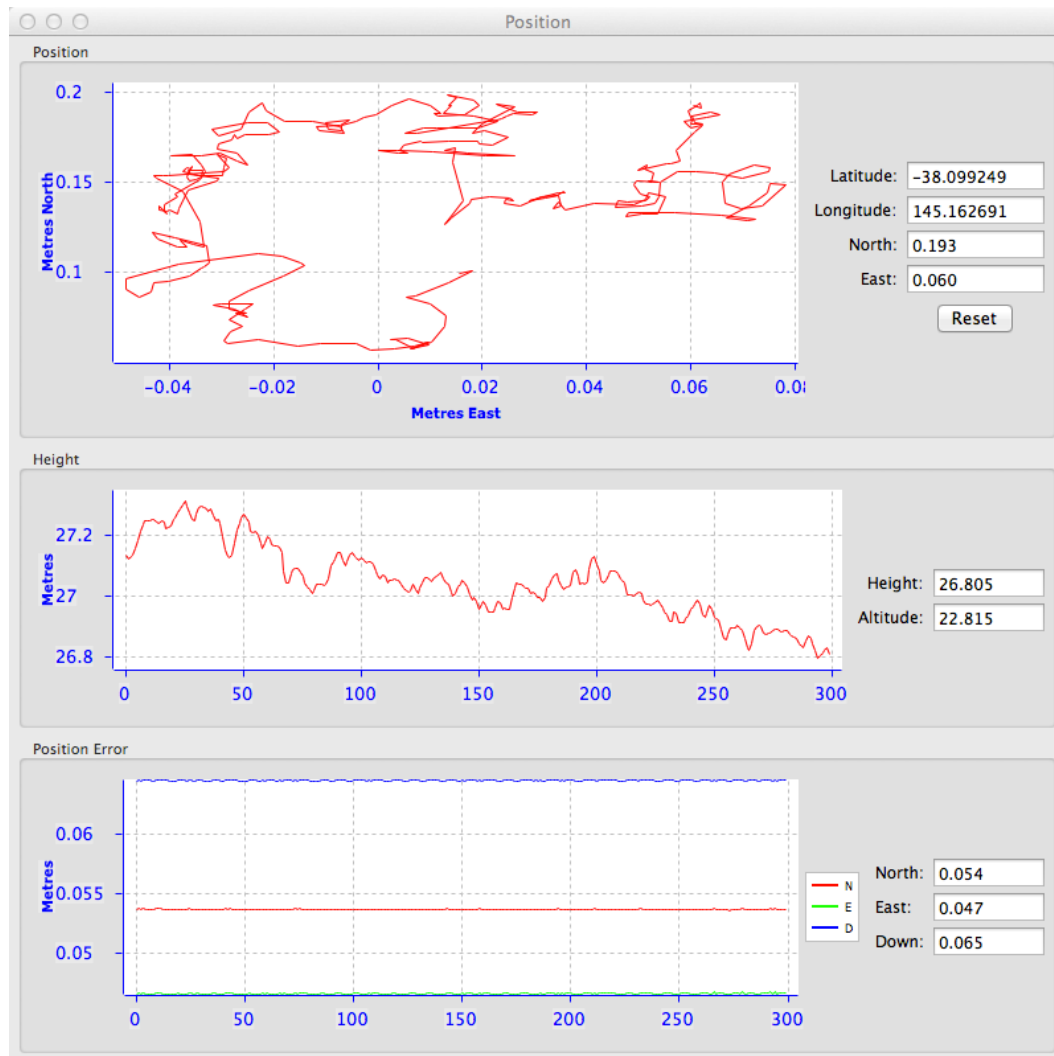 Position
Position
0.2
0.15
0.1
Metres North
−0.04 −0.02 0 0.02 0.04 0.06 0.08
Metres East
Latitude: −38.099249
Longitude: 145.162691
North: 0.193
East: 0.060
Reset
Height
27.2
27
26.8
Metres
0 50 100 150 200 250 300
Height: 26.805
Altitude: 22.815
Position Error
0.06
0.055
0.05
Metres
0 50 100 150 200 250 300
N
E
D
North: 0.054
East: 0.047
Down: 0.065